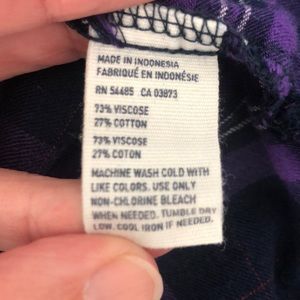 MADE IN INDONESIA
FABRIQUÉ EN INDONÉSIE
RN 54485 CA 03873
73% VISCOSE
27% COTTON
73% VISCOSE
27% COTON
MACHINE WASH COLD WITH
LIKE COLORS. USE ONLY
NON-CHLORINE BLEACH
WHEN NEEDED. TUMBLE DRY
LOW. COOL IRON IF NEEDED.